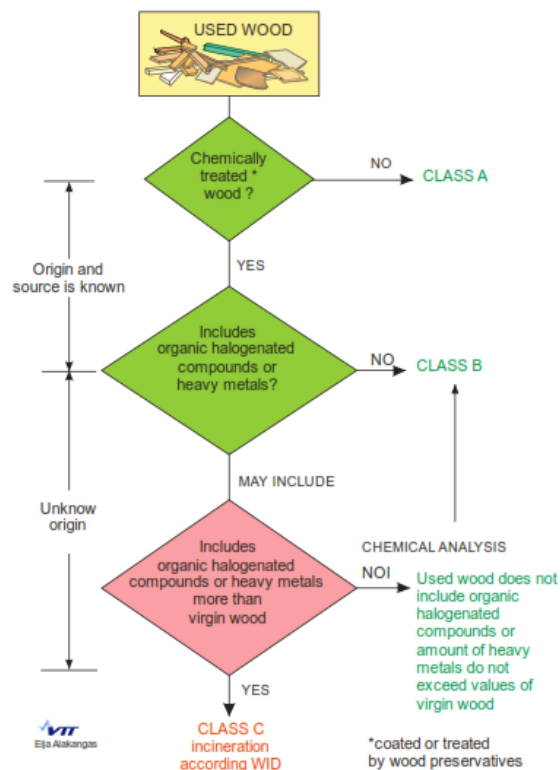 USED WOOD
Chemically
treated *
wood ?
NO
CLASS A
YES
Origin and
source is known
Includes
organic halogenated
compounds or
heavy metals?
NO
CLASS B
MAY INCLUDE
Unknow
origin
Includes
organic halogenated
compounds or heavy metals
more than
virgin wood
CHEMICAL ANALYSIS
NOI
Used wood does not
include organic
halogenated
compounds or
amount of heavy
metals do not
exceed values of
virgin wood
YES
CLASS C
incineration
according WID
VTT
Eija Alakangas
*coated or treated
by wood preservatives